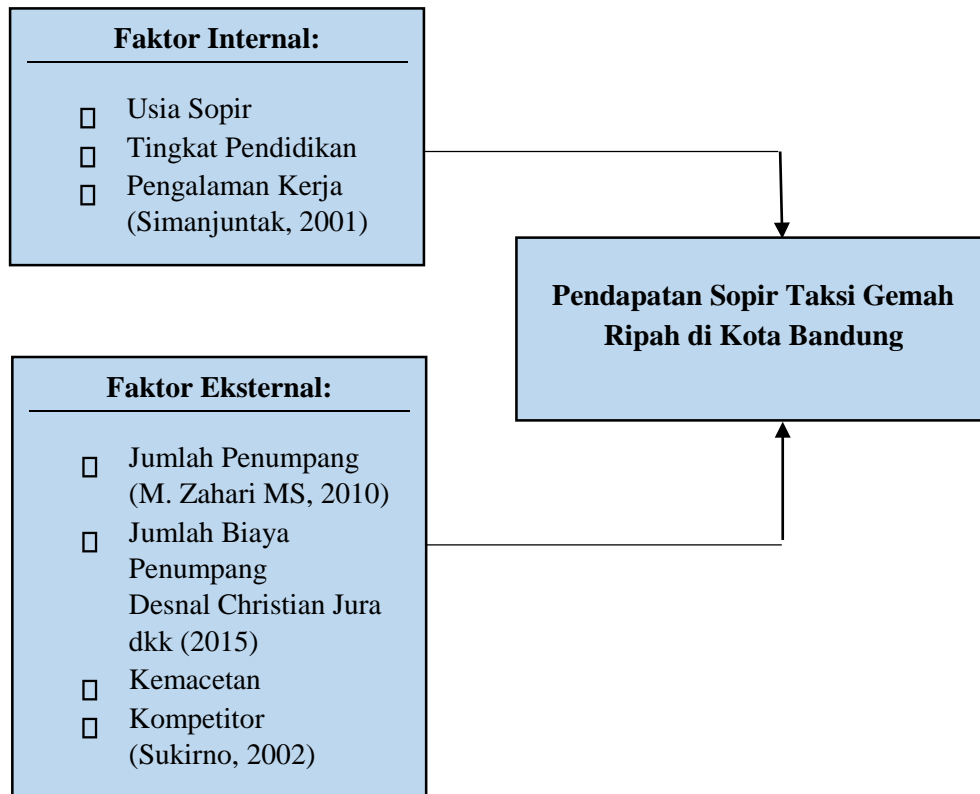 Faktor Internal:
Usia Sopir
Tingkat Pendidikan
Pengalaman Kerja
(Simanjuntak, 2001)
Pendapatan Sopir Taksi Gemah
Ripah di Kota Bandung
Faktor Eksternal:
Jumlah Penumpang
(M. Zahari MS, 2010)
Jumlah Biaya
Penumpang
Desnal Christian Jura
dkk (2015)
Kemacetan
Kompetitor
(Sukirno, 2002)